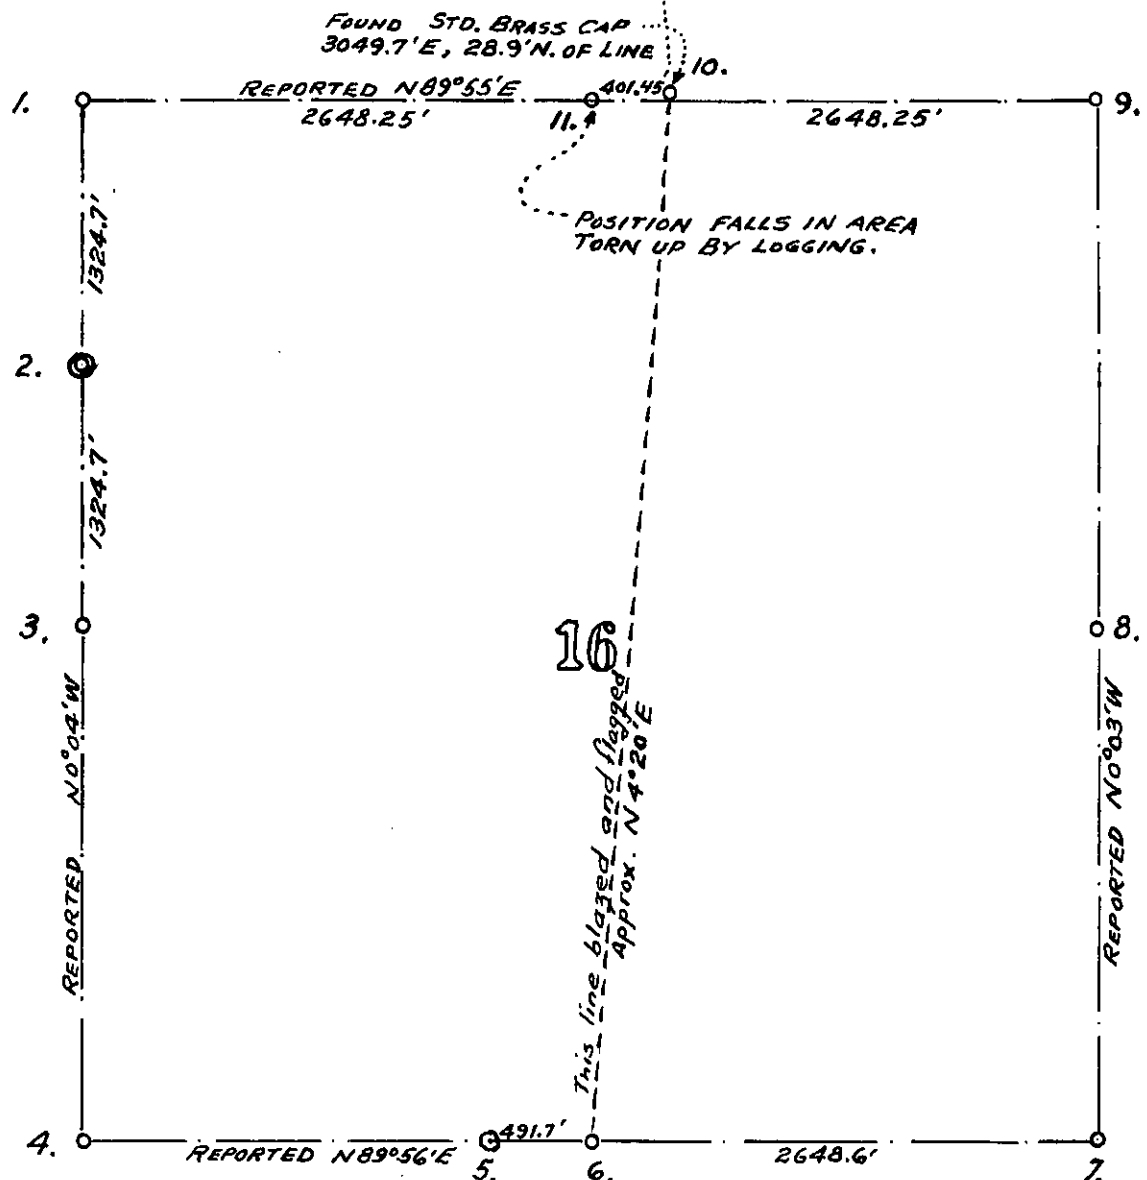 FOUND STD. BRASS CAP
3049.7'E, 28.9'N. OF LINE
10.
1.
REPORTED N89°55'E
401.45'
9.
2648.25'
11.
2648.25'
1324.7'
POSITION FALLS IN AREA
TORN UP BY LOGGING.
2.
1324.7'
3.
16
8.
REPORTED N0°04'W
This line blazed and flagged
Approx. N4°20'E
REPORTED N0°03'W
4.
REPORTED N89°56'E
491.7'
5.
6.
2648.6'
7.